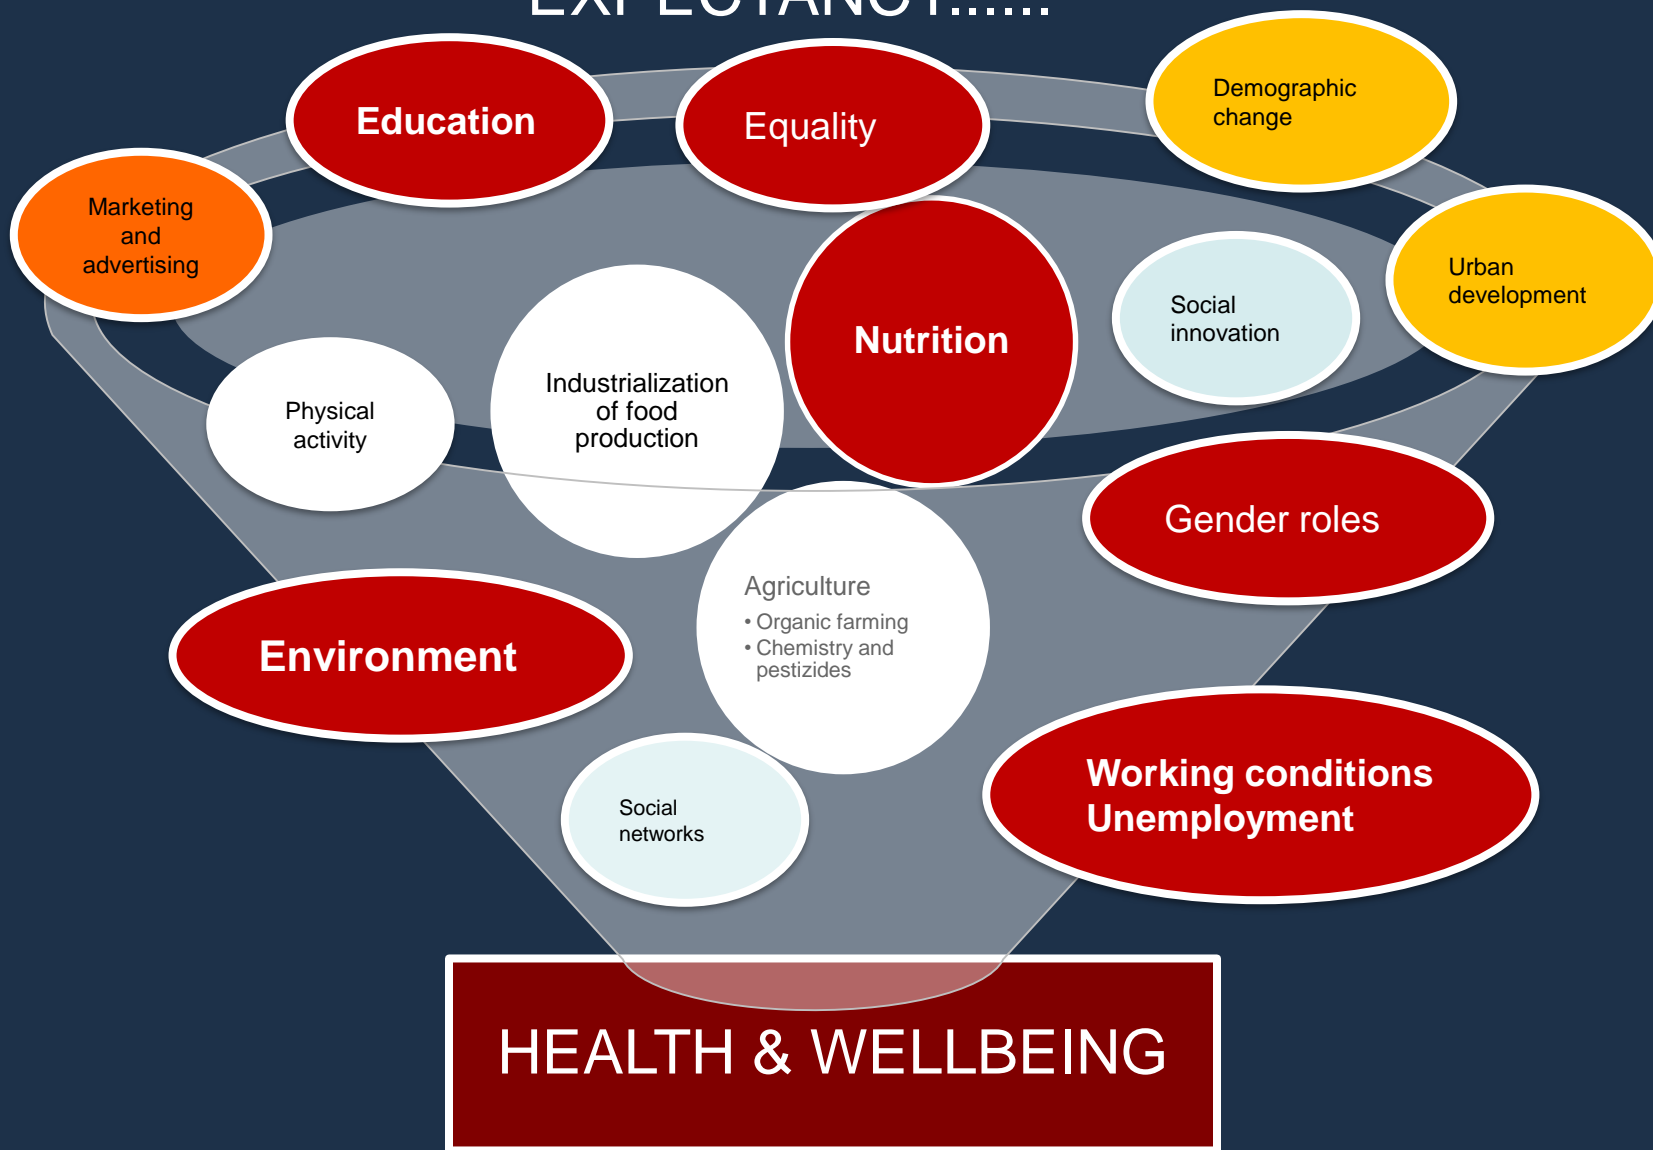 EXPECTANCY......
Education
Equality
Demographic
change
Marketing
and
advertising
Urban
development
Social
innovation
Nutrition
Industrialization
of food
production
Physical
activity
Gender roles
Agriculture
• Organic farming
• Chemistry and
pestizides
Environment
Working conditions
Unemployment
Social
networks
HEALTH & WELLBEING